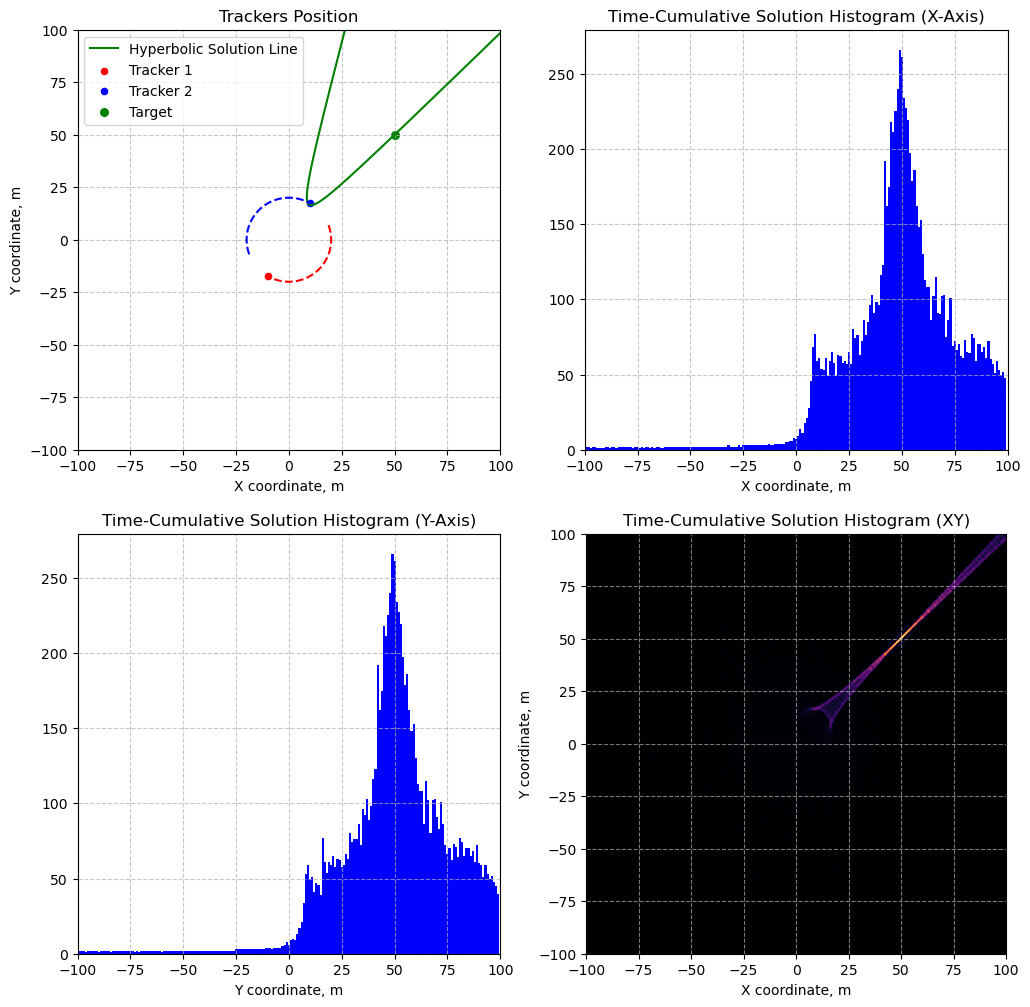 Trackers Position
Hyperbolic Solution Line
Tracker 1
Tracker 2
Target
100
75
50
25
0
−25
−50
−75
−100
Y coordinate, m
−100 −75 −50 −25 0 25 50 75 100
X coordinate, m
Time-Cumulative Solution Histogram (X-Axis)
250
200
150
100
50
0
−100 −75 −50 −25 0 25 50 75 100
X coordinate, m
Time-Cumulative Solution Histogram (Y-Axis)
250
200
150
100
50
0
−100 −75 −50 −25 0 25 50 75 100
Y coordinate, m
Time-Cumulative Solution Histogram (XY)
100
75
50
25
0
−25
−50
−75
−100
Y coordinate, m
−100 −75 −50 −25 0 25 50 75 100
X coordinate, m